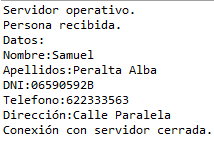 Servidor operativo.
Persona recibida.
Datos:
Nombre:Samuel
Apellidos:Peralta Alba
DNI:06590592B
Telefono:622333563
Dirección:Calle Paralela
Conexión con servidor cerrada.